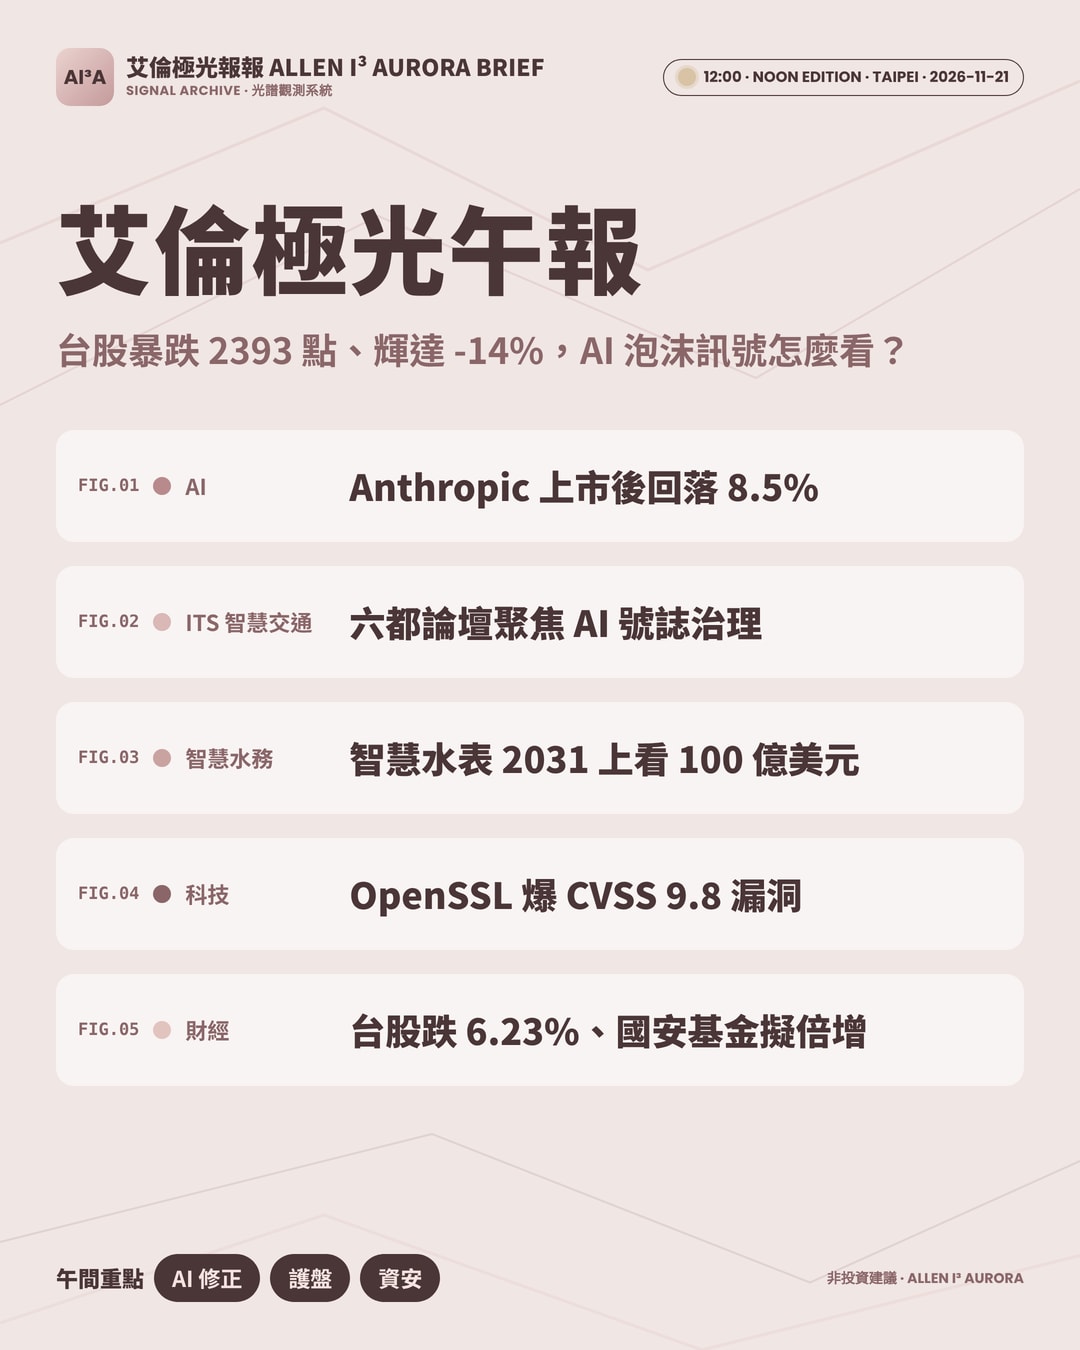 AI³A
艾倫極光報報 ALLEN I³ AURORA BRIEF
SIGNAL ARCHIVE · 光譜觀測系統
12:00 · NOON EDITION · TAIPEI · 2026-11-21
艾倫極光午報
台股暴跌 2393 點、輝達 -14%，AI 泡沫訊號怎麼看？
FIG.01 AI Anthropic 上市後回落 8.5%
FIG.02 ITS 智慧交通 六都論壇聚焦 AI 號誌治理
FIG.03 智慧水務 智慧水表 2031 上看 100 億美元
FIG.04 科技 OpenSSL 爆 CVSS 9.8 漏洞
FIG.05 財經 台股跌 6.23%、國安基金擬倍增
午間重點 AI 修正 護盤 資安
非投資建議 · ALLEN I³ AURORA